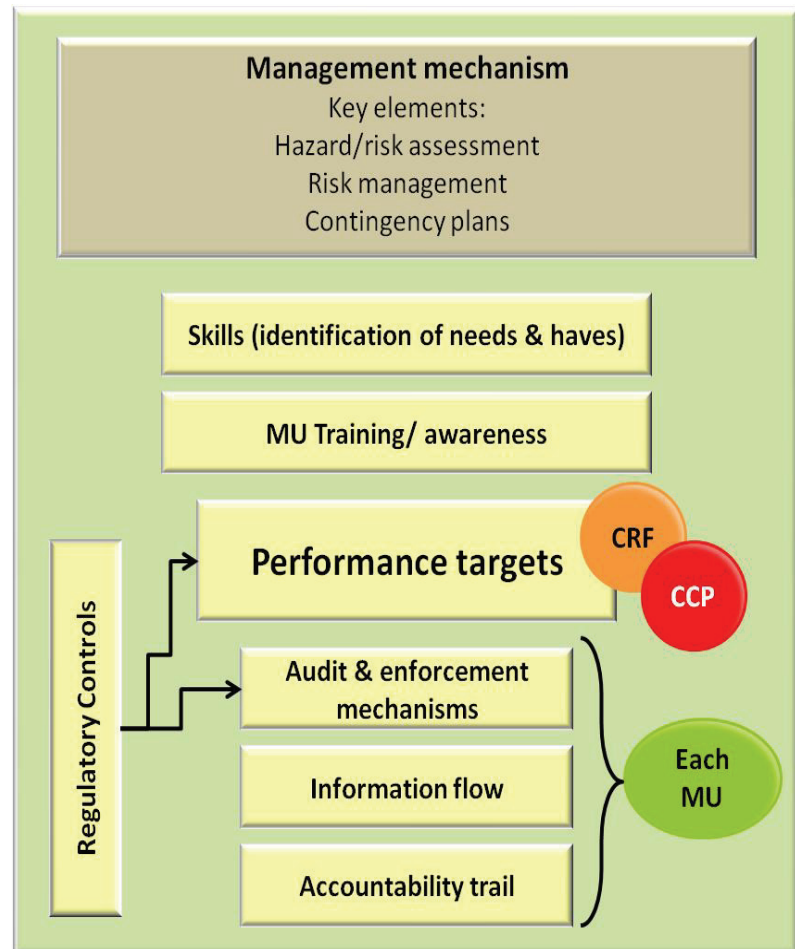 Management mechanism
Key elements:
Hazard/risk assessment
Risk management
Contingency plans
Skills (identification of needs & haves)
MU Training/ awareness
Performance targets
CRF
CCP
Regulatory Controls
Audit & enforcement
mechanisms
Information flow
Accountability trail
Each
MU